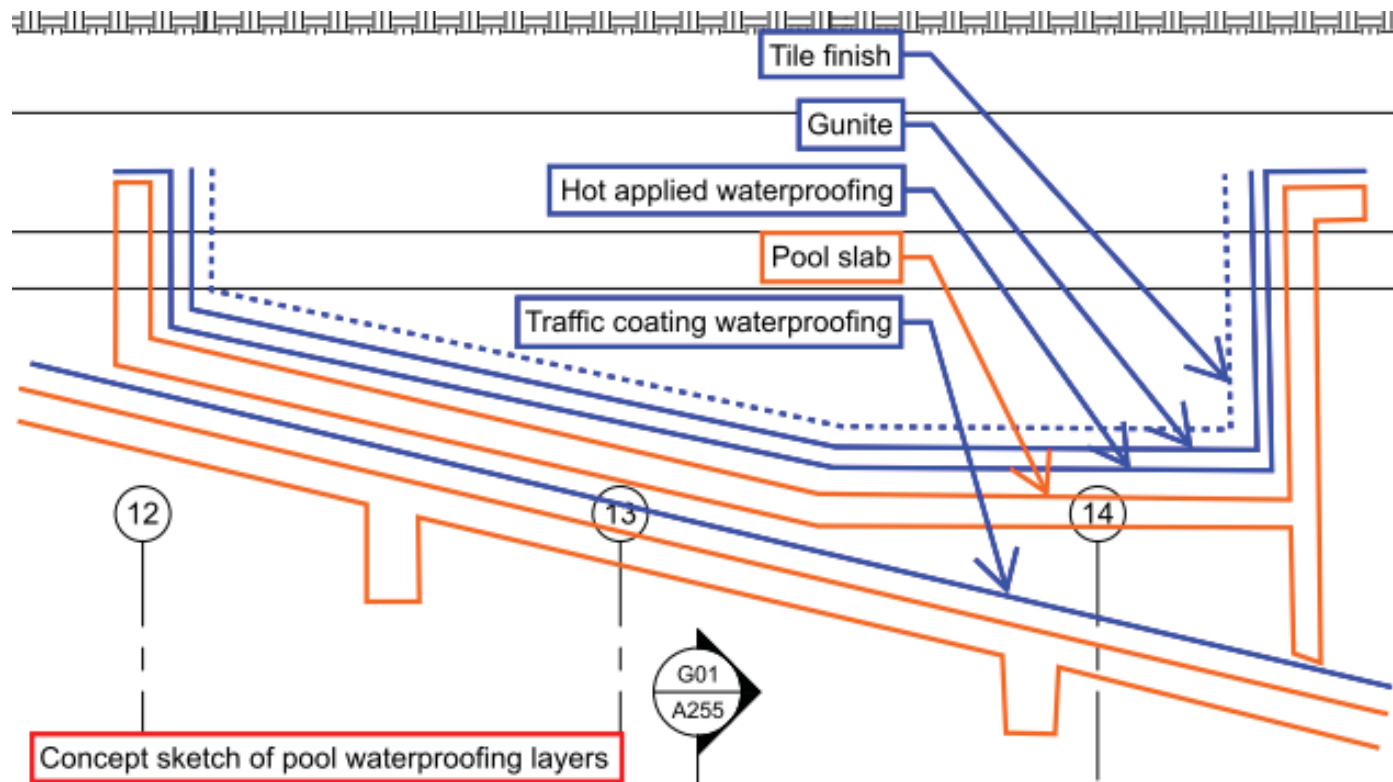 Tile finish
Gunite
Hot applied waterproofing
Pool slab
Traffic coating waterproofing
12
13
14
G01
A255
Concept sketch of pool waterproofing layers